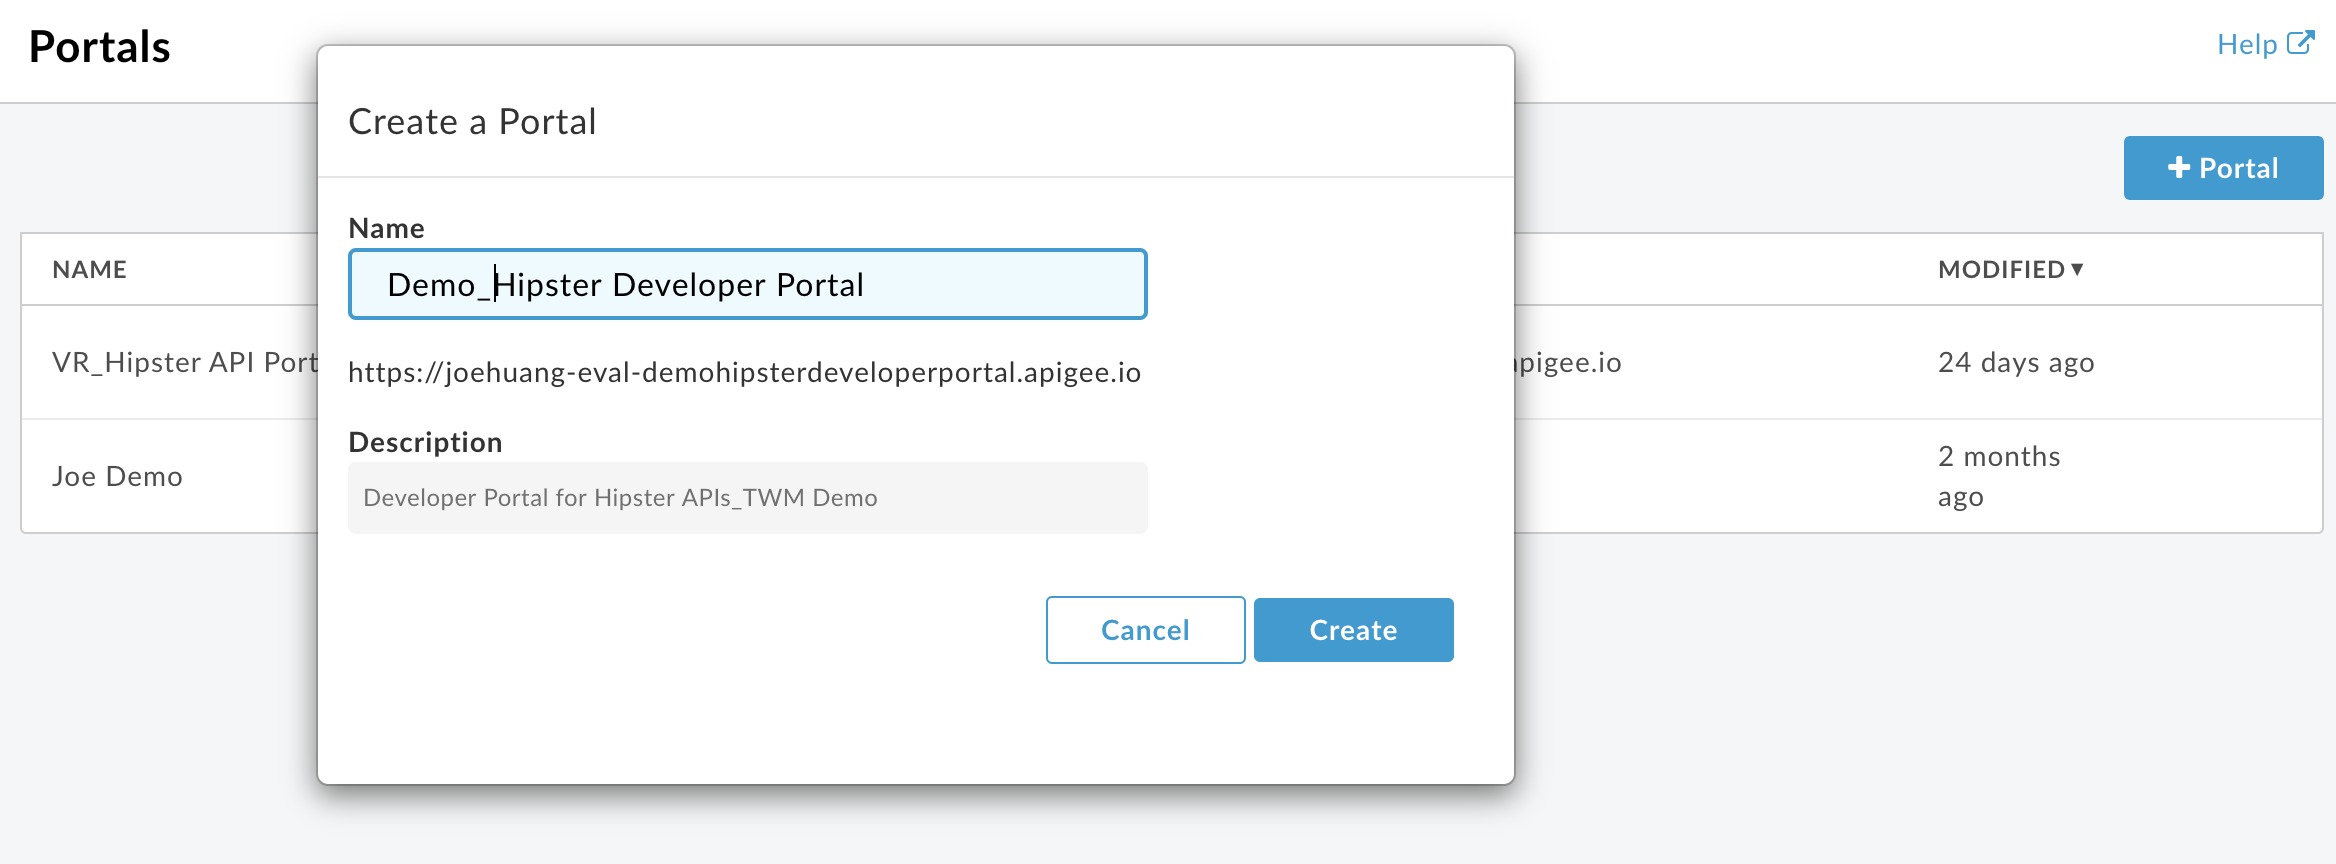 Portals
Help
Create a Portal
+ Portal
Name
Demo_Hipster Developer Portal
NAME
MODIFIED ▼
https://joehuang-eval-demohipsterdeveloperportal.apigee.io
VR_Hipster API Port
apigee.io
24 days ago
Description
Developer Portal for Hipster APIs_TWM Demo
Joe Demo
2 months
ago
Cancel
Create